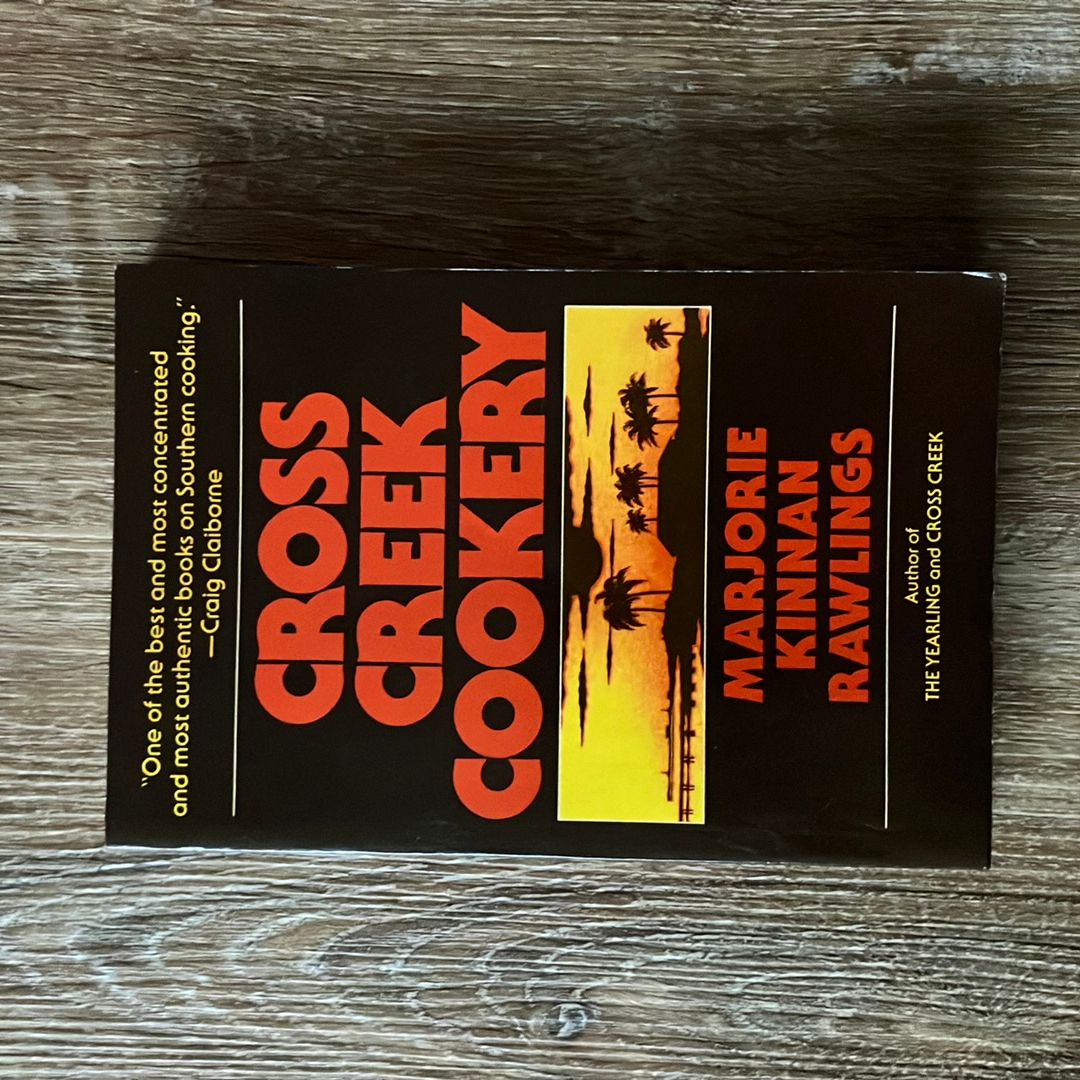 "One of the best and most concentrated
and most authentic books on Southern cooking."
—Craig Claiborne
CROSS
CREEK
COOKERY
MARJORIE
KINNAN
RAWLINGS
Author of
THE YEARLING and CROSS CREEK